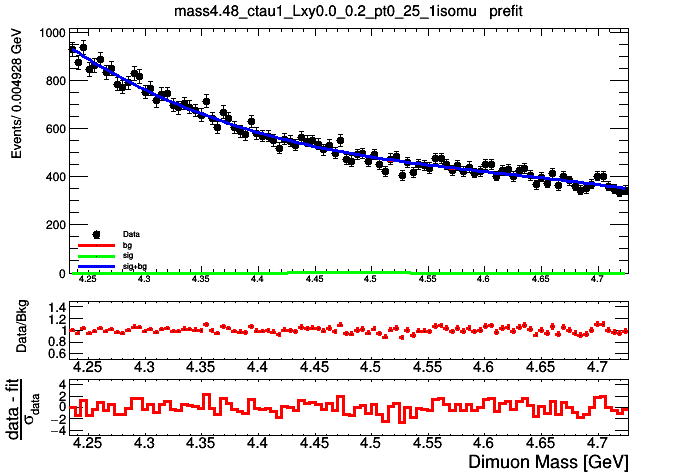 mass4.48_ctau1_Lxy0.0_0.2_pt0_25_1isomu prefit
Events/ 0.004928 GeV
1000
800
600
400
200
0
Data
bg
sig
sig+bg
4.25 4.3 4.35 4.4 4.45 4.5 4.55 4.6 4.65 4.7
Data/Bkg
1.4
1.2
1
0.8
0.6
4.25 4.3 4.35 4.4 4.45 4.5 4.55 4.6 4.65 4.7
data - fit
σdata
4
2
0
−2
−4
4.25 4.3 4.35 4.4 4.45 4.5 4.55 4.6 4.65 4.7
Dimuon Mass [GeV]